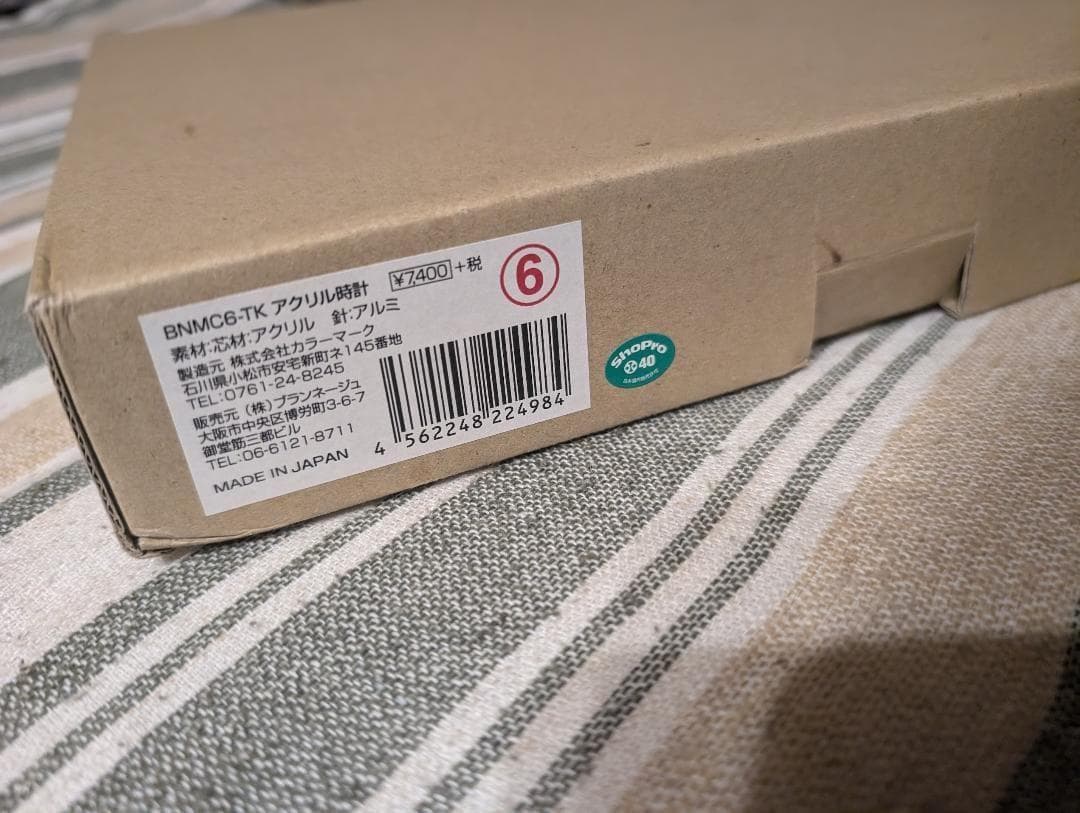 BNMC6-TK アクリル時計 ¥7,400 +税
⑥
素材:芯材:アクリル 針:アルミ
製造元 株式会社カラーマーク
石川県小松市安宅新町ネ145番地
TEL:0761-24-8245
販売元 (株)プランネージュ
大阪市中央区博労町3-6-7
御堂筋三都ビル
TEL:06-6121-8711
MADE IN JAPAN
4 562248 224984
ShoPro
40